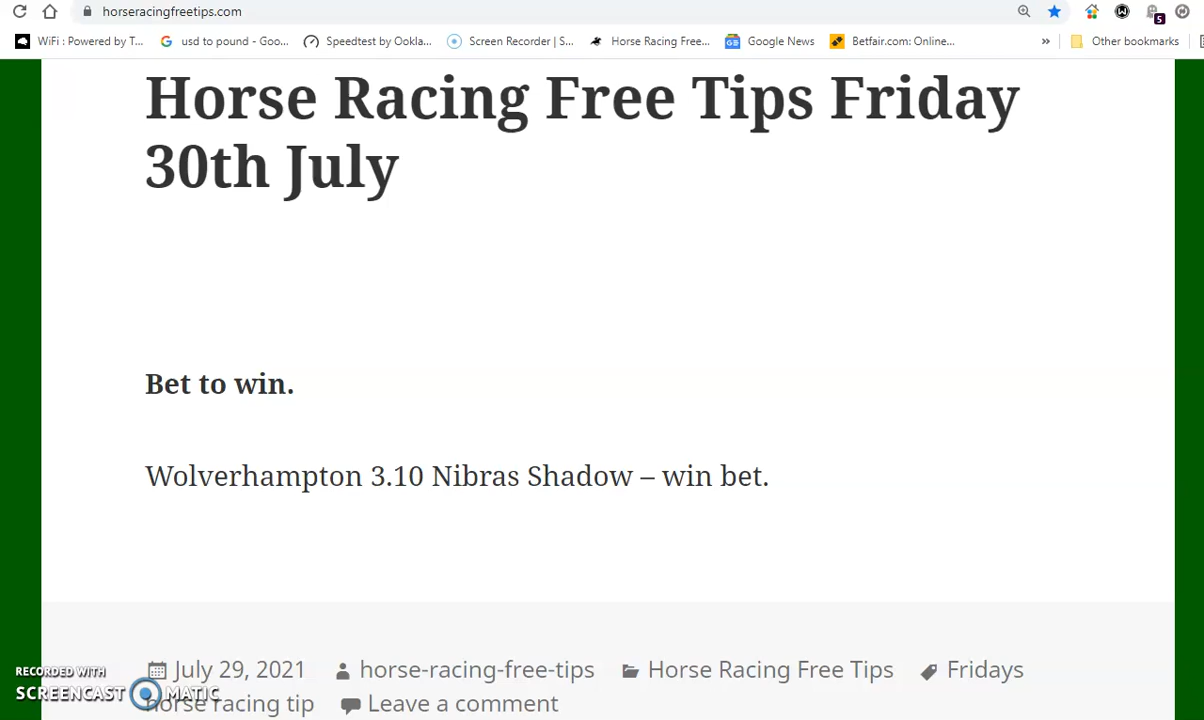 horseracingfreetips.com
5
WiFi : Powered by T... usd to pound - Goo... Speedtest by Ookla... Screen Recorder | S... Horse Racing Free... Google News Betfair.com: Online... » Other bookmarks
Horse Racing Free Tips Friday
30th July
Bet to win.
Wolverhampton 3.10 Nibras Shadow – win bet.
July 29, 2021 horse-racing-free-tips Horse Racing Free Tips Fridays
horse racing tip Leave a comment
RECORDED WITH
SCREENCAST MATIC